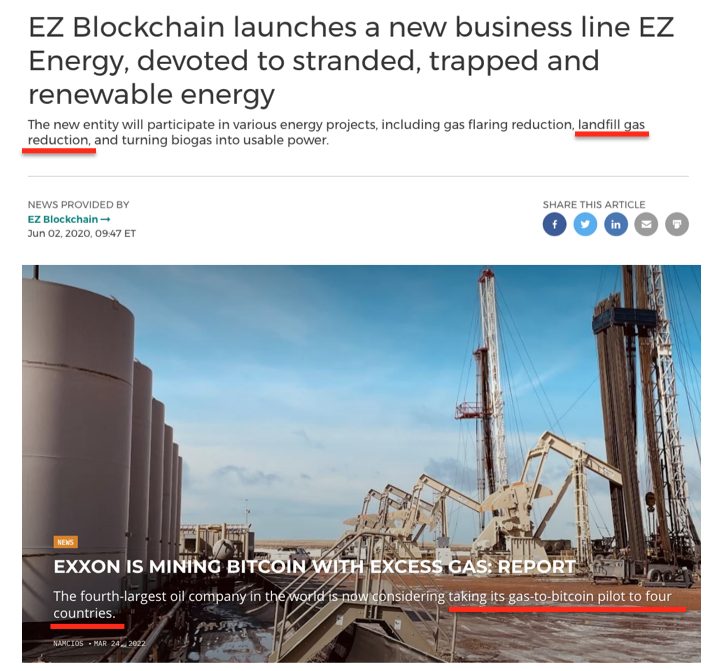 EZ Blockchain launches a new business line EZ
Energy, devoted to stranded, trapped and
renewable energy
The new entity will participate in various energy projects, including gas flaring reduction, landfill gas
reduction, and turning biogas into usable power.
NEWS PROVIDED BY
EZ Blockchain →
Jun 02, 2020, 09:47 ET
SHARE THIS ARTICLE
NEWS
EXXON IS MINING BITCOIN WITH EXCESS GAS: REPORT
The fourth-largest oil company in the world is now considering taking its gas-to-bitcoin pilot to four
countries.
NAMCIOS • MAR 24, 2022